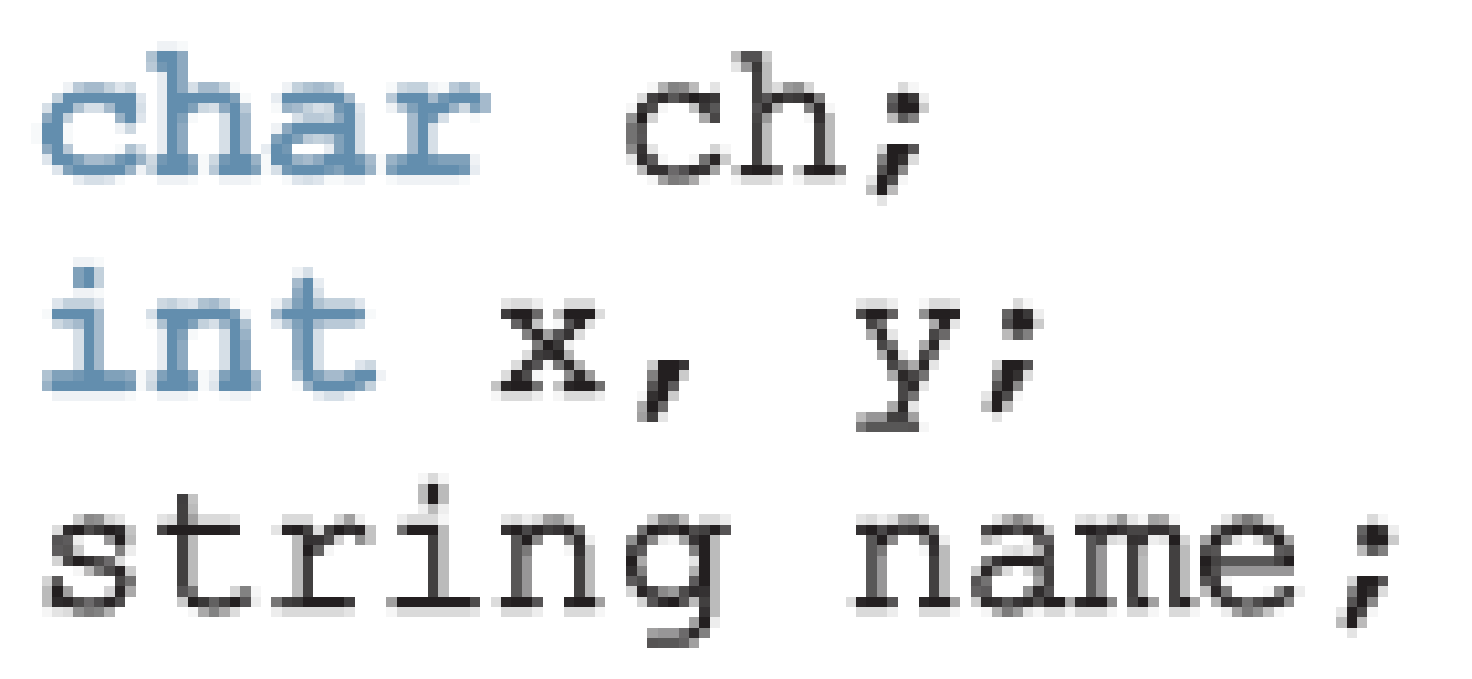 char ch;
int x, y;
string name;